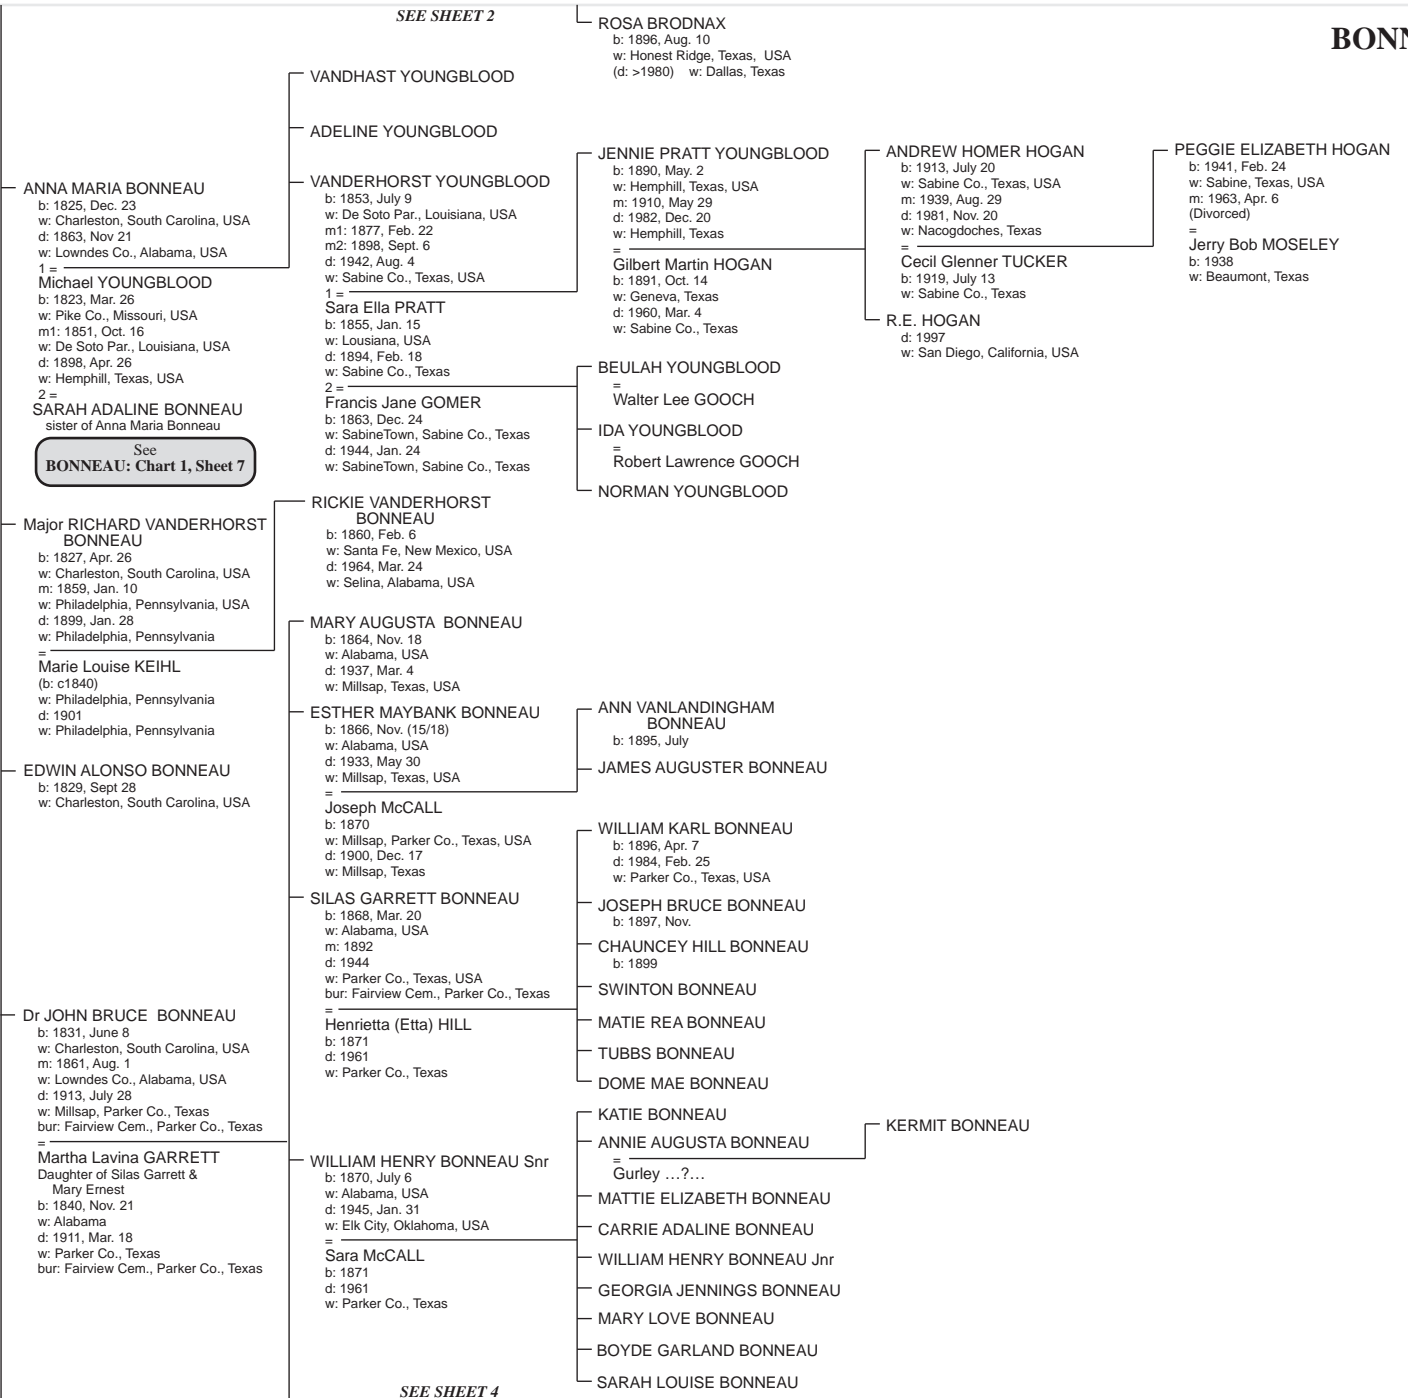 SEE SHEET 2
BONN
ANNA MARIA BONNEAU
b: 1825, Dec. 23
w: Charleston, South Carolina, USA
d: 1863, Nov 21
w: Lowndes Co., Alabama, USA
1 =
Michael YOUNGBLOOD
b: 1823, Mar. 26
w: Pike Co., Missouri, USA
m1: 1851, Oct. 16
w: De Soto Par., Louisiana, USA
d: 1898, Apr. 26
w: Hemphill, Texas, USA
2 =
SARAH ADALINE BONNEAU
sister of Anna Maria Bonneau
See
BONNEAU: Chart 1, Sheet 7
Major RICHARD VANDERHORST
BONNEAU
b: 1827, Apr. 26
w: Charleston, South Carolina, USA
m: 1859, Jan. 10
w: Philadelphia, Pennsylvania, USA
d: 1899, Jan. 28
w: Philadelphia, Pennsylvania
=
Marie Louise KEIHL
(b: c1840)
w: Philadelphia, Pennsylvania
d: 1901
w: Philadelphia, Pennsylvania
EDWIN ALONSO BONNEAU
b: 1829, Sept 28
w: Charleston, South Carolina, USA
Dr JOHN BRUCE BONNEAU
b: 1831, June 8
w: Charleston, South Carolina, USA
m: 1861, Aug. 1
w: Lowndes Co., Alabama, USA
d: 1913, July 28
w: Millsap, Parker Co., Texas
bur: Fairview Cem., Parker Co., Texas
=
Martha Lavina GARRETT
Daughter of Silas Garrett &
Mary Ernest
b: 1840, Nov. 21
w: Alabama
d: 1911, Mar. 18
w: Parker Co., Texas
bur: Fairview Cem., Parker Co., Texas
VANDHAST YOUNGBLOOD
ADELINE YOUNGBLOOD
VANDERHORST YOUNGBLOOD
b: 1853, July 9
w: De Soto Par., Louisiana, USA
m1: 1877, Feb. 22
m2: 1898, Sept. 6
d: 1942, Aug. 4
w: Sabine Co., Texas, USA
1 =
Sara Ella PRATT
b: 1855, Jan. 15
w: Lousiana, USA
d: 1894, Feb. 18
w: Sabine Co., Texas
2 =
Francis Jane GOMER
b: 1863, Dec. 24
w: SabineTown, Sabine Co., Texas
d: 1944, Jan. 24
w: SabineTown, Sabine Co., Texas
RICKIE VANDERHORST
BONNEAU
b: 1860, Feb. 6
w: Santa Fe, New Mexico, USA
d: 1964, Mar. 24
w: Selina, Alabama, USA
MARY AUGUSTA BONNEAU
b: 1864, Nov. 18
w: Alabama, USA
d: 1937, Mar. 4
w: Millsap, Texas, USA
ESTHER MAYBANK BONNEAU
b: 1866, Nov. (15/18)
w: Alabama, USA
d: 1933, May 30
w: Millsap, Texas, USA
=
Joseph McCALL
b: 1870
w: Millsap, Parker Co., Texas, USA
d: 1900, Dec. 17
w: Millsap, Texas
SILAS GARRETT BONNEAU
b: 1868, Mar. 20
w: Alabama, USA
m: 1892
d: 1944
w: Parker Co., Texas, USA
bur: Fairview Cem., Parker Co., Texas
=
Henrietta (Etta) HILL
b: 1871
d: 1961
w: Parker Co., Texas
WILLIAM HENRY BONNEAU Snr
b: 1870, July 6
w: Alabama, USA
d: 1945, Jan. 31
w: Elk City, Oklahoma, USA
=
Sara McCALL
b: 1871
d: 1961
w: Parker Co., Texas
SEE SHEET 4
ROSA BRODNAX
b: 1896, Aug. 10
w: Honest Ridge, Texas, USA
(d: >1980) w: Dallas, Texas
JENNIE PRATT YOUNGBLOOD
b: 1890, May. 2
w: Hemphill, Texas, USA
m: 1910, May 29
d: 1982, Dec. 20
w: Hemphill, Texas
=
Gilbert Martin HOGAN
b: 1891, Oct. 14
w: Geneva, Texas
d: 1960, Mar. 4
w: Sabine Co., Texas
BEULAH YOUNGBLOOD
=
Walter Lee GOOCH
IDA YOUNGBLOOD
=
Robert Lawrence GOOCH
NORMAN YOUNGBLOOD
ANN VANLANDINGHAM
BONNEAU
b: 1895, July
JAMES AUGUSTER BONNEAU
WILLIAM KARL BONNEAU
b: 1896, Apr. 7
d: 1984, Feb. 25
w: Parker Co., Texas, USA
JOSEPH BRUCE BONNEAU
b: 1897, Nov.
CHAUNCEY HILL BONNEAU
b: 1899
SWINTON BONNEAU
MATIE REA BONNEAU
TUBBS BONNEAU
DOME MAE BONNEAU
KATIE BONNEAU
ANNIE AUGUSTA BONNEAU
=
Gurley …?…
MATTIE ELIZABETH BONNEAU
CARRIE ADALINE BONNEAU
WILLIAM HENRY BONNEAU Jnr
GEORGIA JENNINGS BONNEAU
MARY LOVE BONNEAU
BOYDE GARLAND BONNEAU
SARAH LOUISE BONNEAU
ANDREW HOMER HOGAN
b: 1913, July 20
w: Sabine Co., Texas, USA
m: 1939, Aug. 29
d: 1981, Nov. 20
w: Nacogdoches, Texas
=
Cecil Glenner TUCKER
b: 1919, July 13
w: Sabine Co., Texas
R.E. HOGAN
d: 1997
w: San Diego, California, USA
KERMIT BONNEAU
PEGGIE ELIZABETH HOGAN
b: 1941, Feb. 24
w: Sabine, Texas, USA
m: 1963, Apr. 6
(Divorced)
=
Jerry Bob MOSELEY
b: 1938
w: Beaumont, Texas